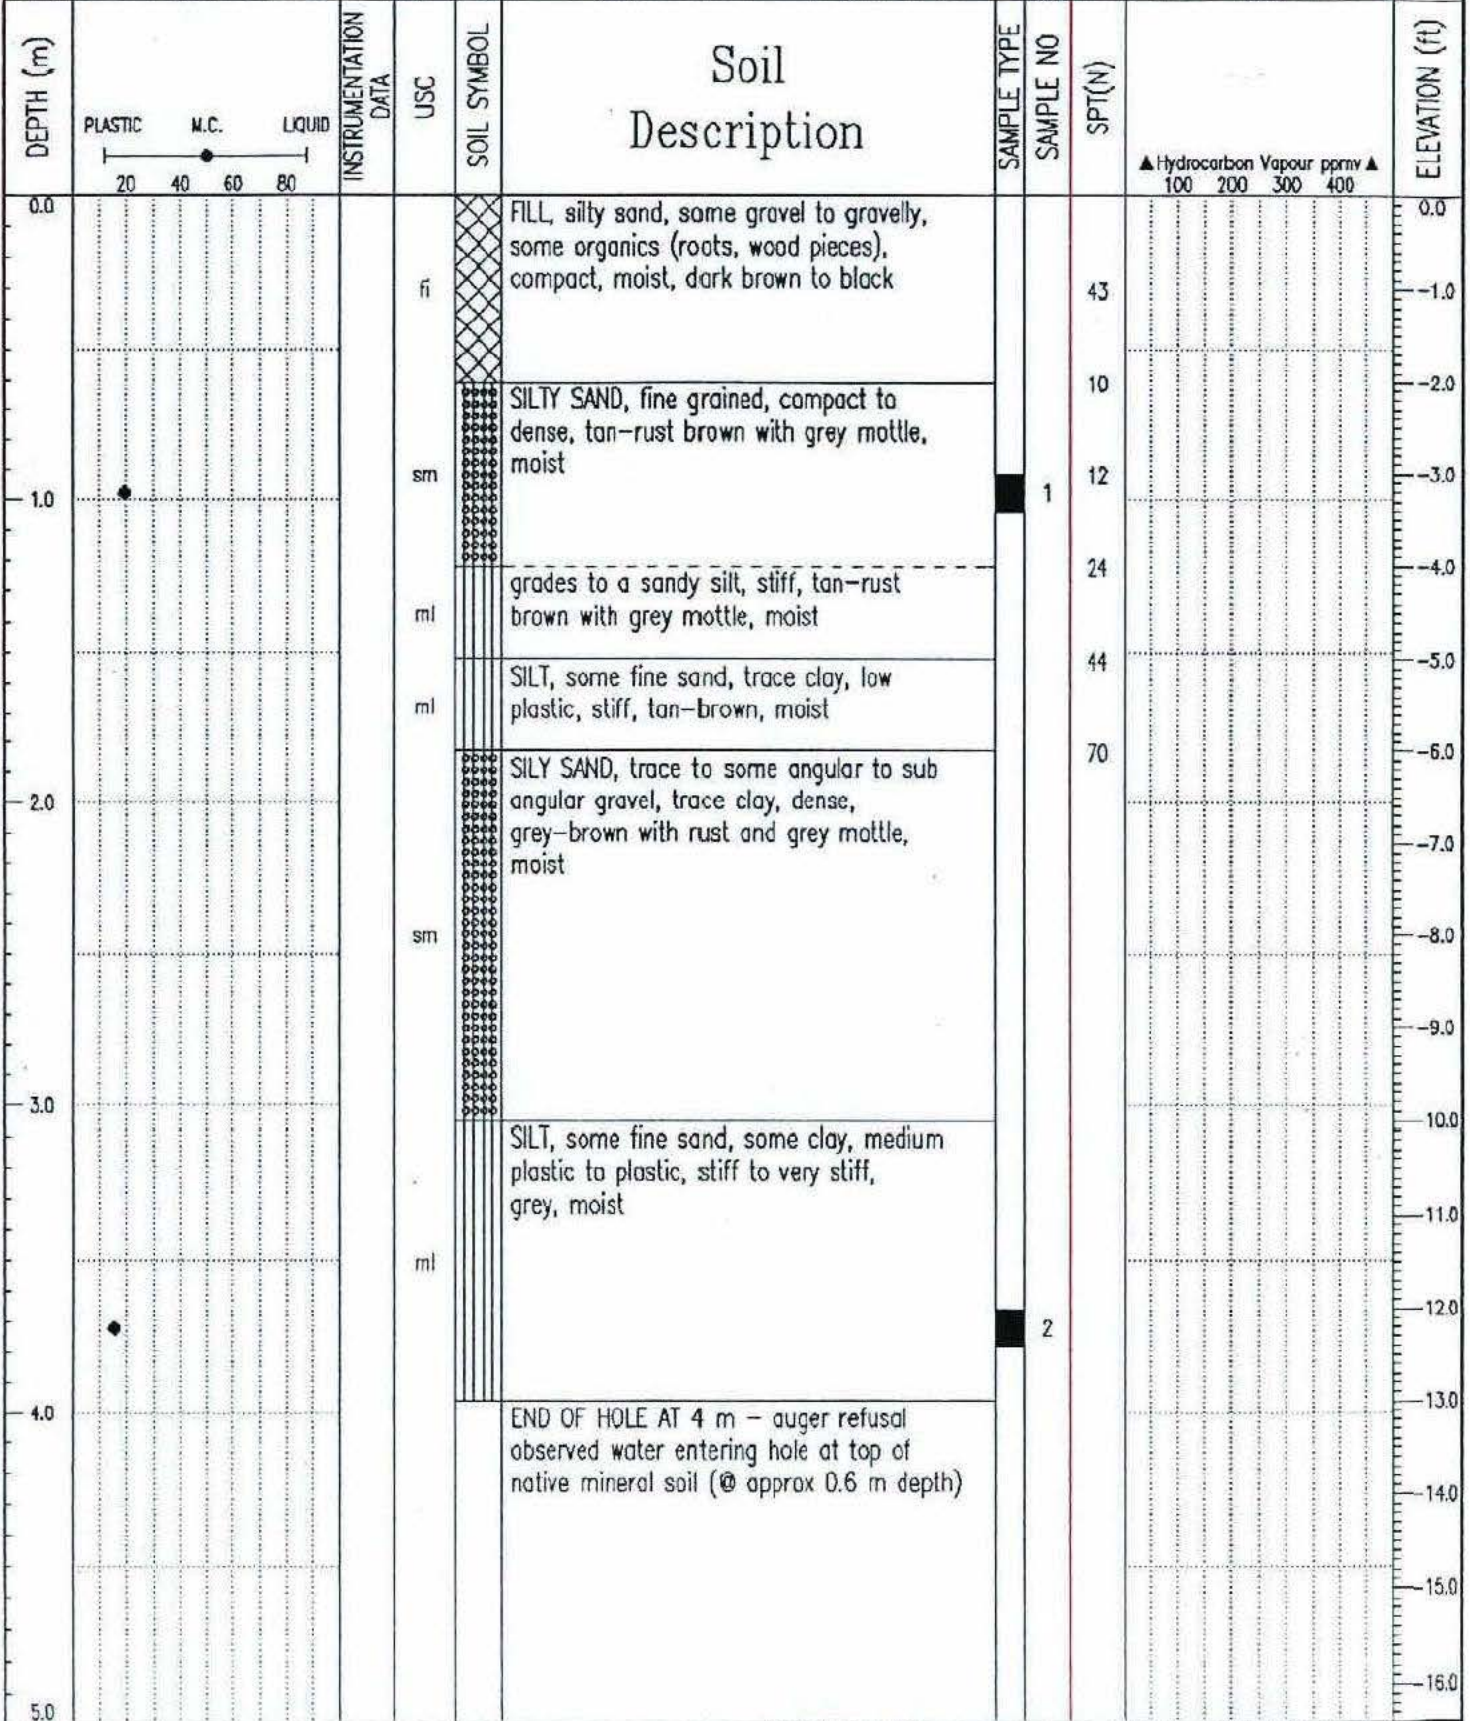 DEPTH (m)
PLASTIC M.C. LIQUID
20 40 60 80
INSTRUMENTATION
DATA
USC
SOIL SYMBOL
Soil
Description
SAMPLE TYPE
SAMPLE NO
SPT(N)
▲Hydrocarbon Vapour ppmv▲
100 200 300 400
ELEVATION (ft)
0.0
1.0
2.0
3.0
4.0
5.0
fi
sm
ml
ml
sm
ml
FILL, silty sand, some gravel to gravelly,
some organics (roots, wood pieces),
compact, moist, dark brown to black
SILTY SAND, fine grained, compact to
dense, tan-rust brown with grey mottle,
moist
grades to a sandy silt, stiff, tan-rust
brown with grey mottle, moist
SILT, some fine sand, trace clay, low
plastic, stiff, tan-brown, moist
SILY SAND, trace to some angular to sub
angular gravel, trace clay, dense,
grey-brown with rust and grey mottle,
moist
SILT, some fine sand, some clay, medium
plastic to plastic, stiff to very stiff,
grey, moist
END OF HOLE AT 4 m - auger refusal
observed water entering hole at top of
native mineral soil (@ approx 0.6 m depth)
1
2
43
10
12
24
44
70
0.0
-1.0
-2.0
-3.0
-4.0
-5.0
-6.0
-7.0
-8.0
-9.0
-10.0
-11.0
-12.0
-13.0
-14.0
-15.0
-16.0